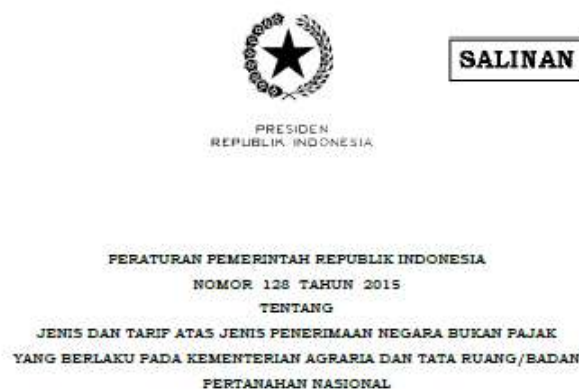 SALINAN
PRESIDEN
REPUBLIK INDONESIA
PERATURAN PEMERINTAH REPUBLIK INDONESIA
NOMOR 128 TAHUN 2015
TENTANG
JENIS DAN TARIF ATAS JENIS PENERIMAAN NEGARA BUKAN PAJAK
YANG BERLAKU PADA KEMENTERIAN AGRARIA DAN TATA RUANG/BADAN
PERTANAHAN NASIONAL